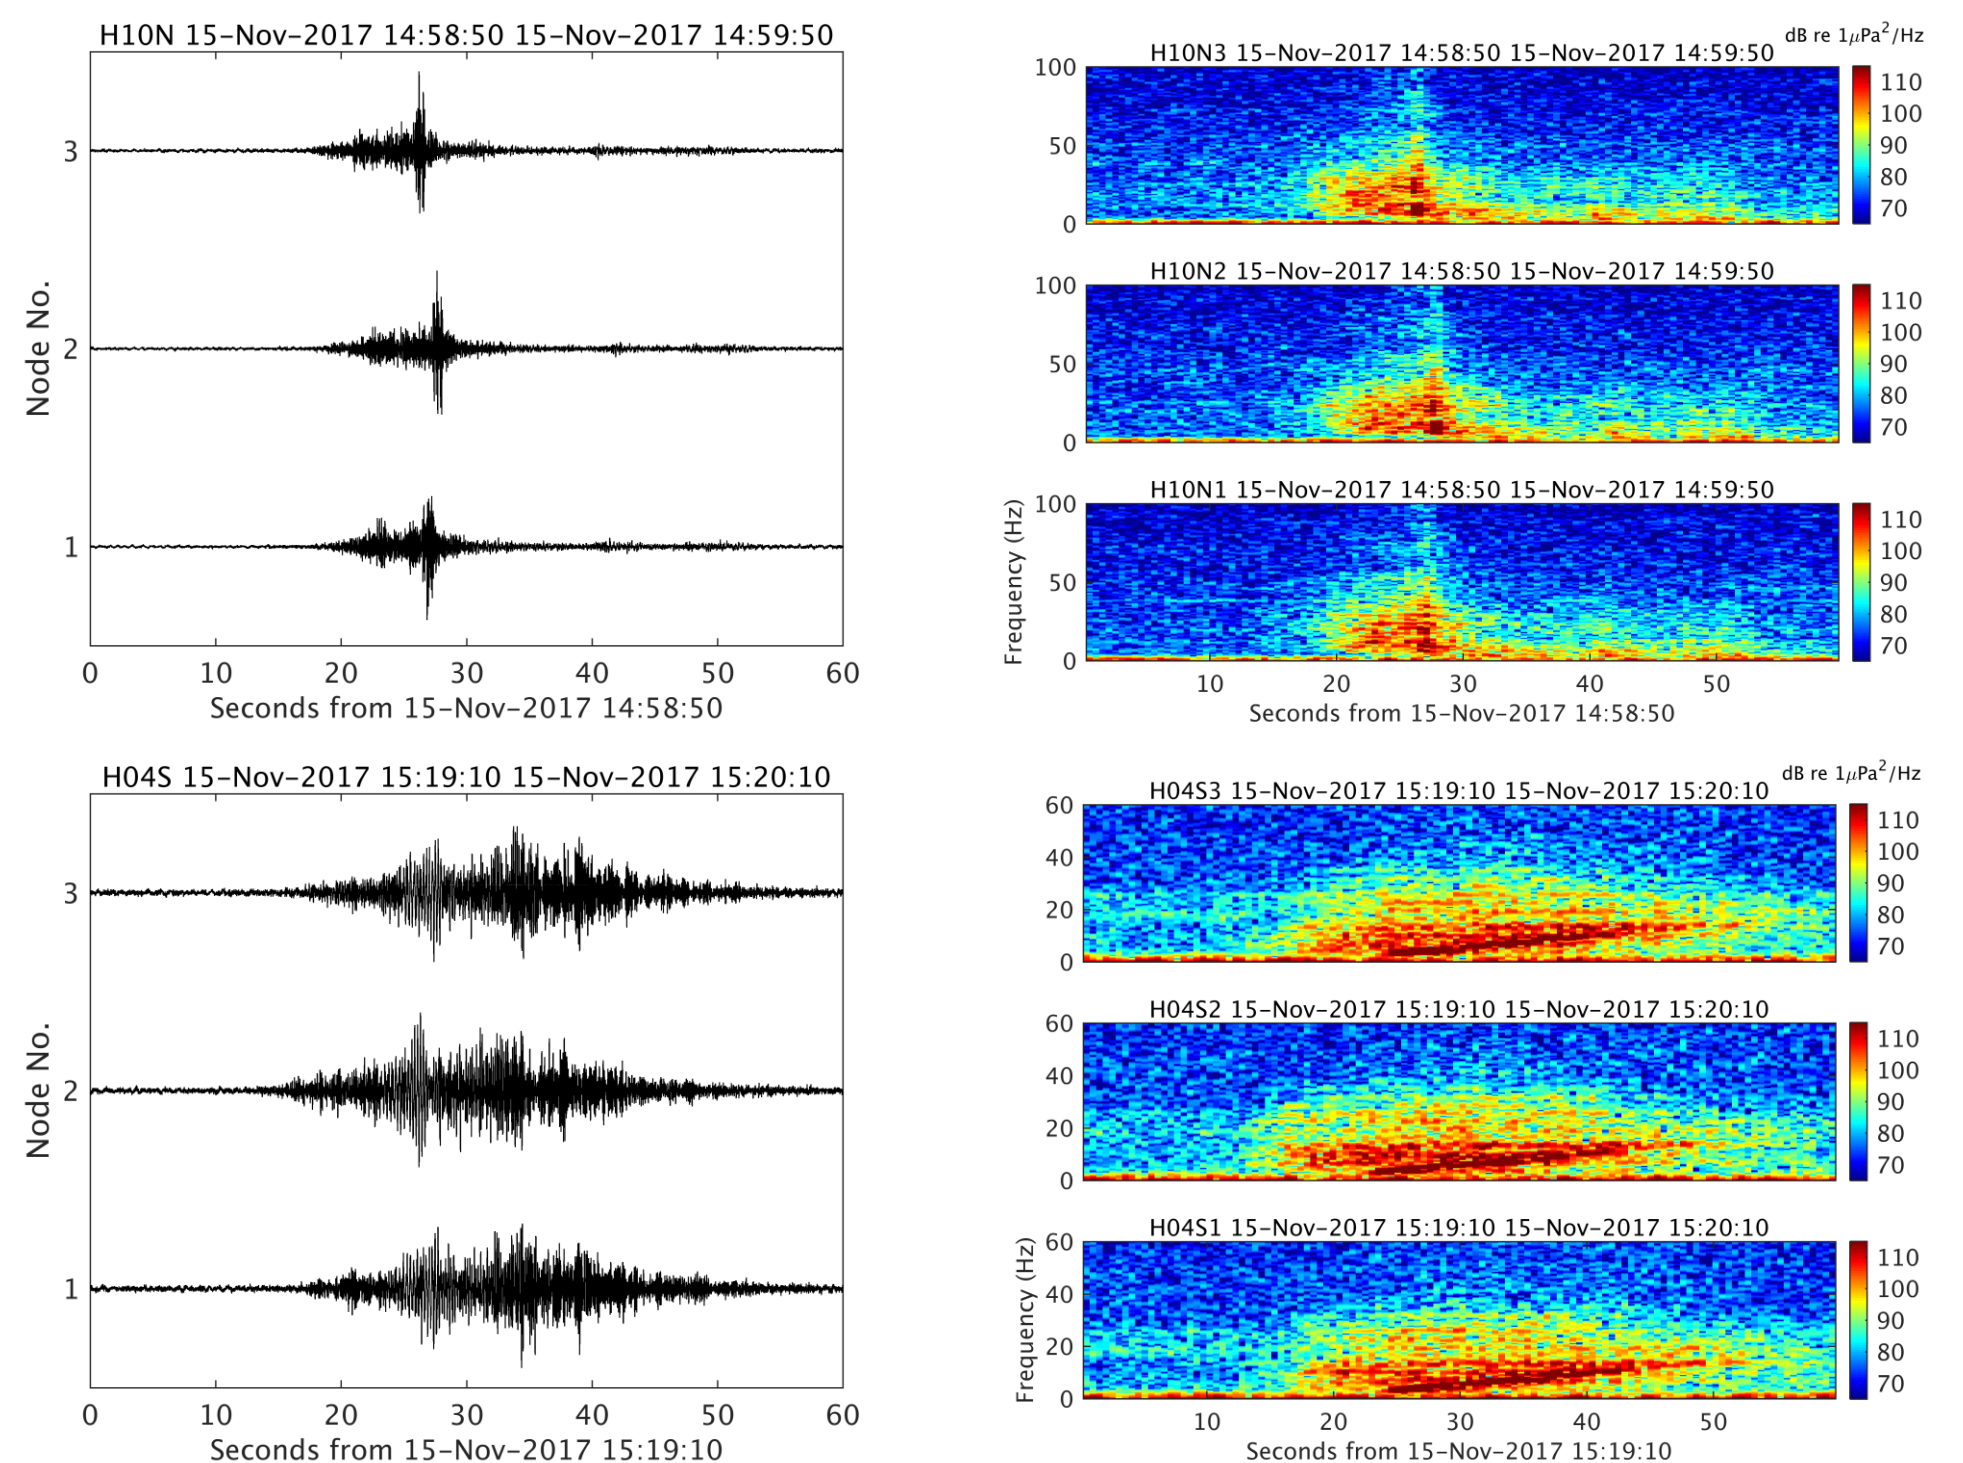 H10N 15-Nov-2017 14:58:50 15-Nov-2017 14:59:50
3
2
1
Node No.
0 10 20 30 40 50 60
Seconds from 15-Nov-2017 14:58:50
dB re 1μPa²/Hz
H10N3 15-Nov-2017 14:58:50 15-Nov-2017 14:59:50
100
50
0
110
100
90
80
70
H10N2 15-Nov-2017 14:58:50 15-Nov-2017 14:59:50
100
50
0
110
100
90
80
70
H10N1 15-Nov-2017 14:58:50 15-Nov-2017 14:59:50
100
50
0
Frequency (Hz)
110
100
90
80
70
10 20 30 40 50
Seconds from 15-Nov-2017 14:58:50
H04S 15-Nov-2017 15:19:10 15-Nov-2017 15:20:10
3
2
1
Node No.
0 10 20 30 40 50 60
Seconds from 15-Nov-2017 15:19:10
dB re 1μPa²/Hz
H04S3 15-Nov-2017 15:19:10 15-Nov-2017 15:20:10
60
40
20
0
110
100
90
80
70
H04S2 15-Nov-2017 15:19:10 15-Nov-2017 15:20:10
60
40
20
0
110
100
90
80
70
H04S1 15-Nov-2017 15:19:10 15-Nov-2017 15:20:10
60
40
20
0
Frequency (Hz)
110
100
90
80
70
10 20 30 40 50
Seconds from 15-Nov-2017 15:19:10